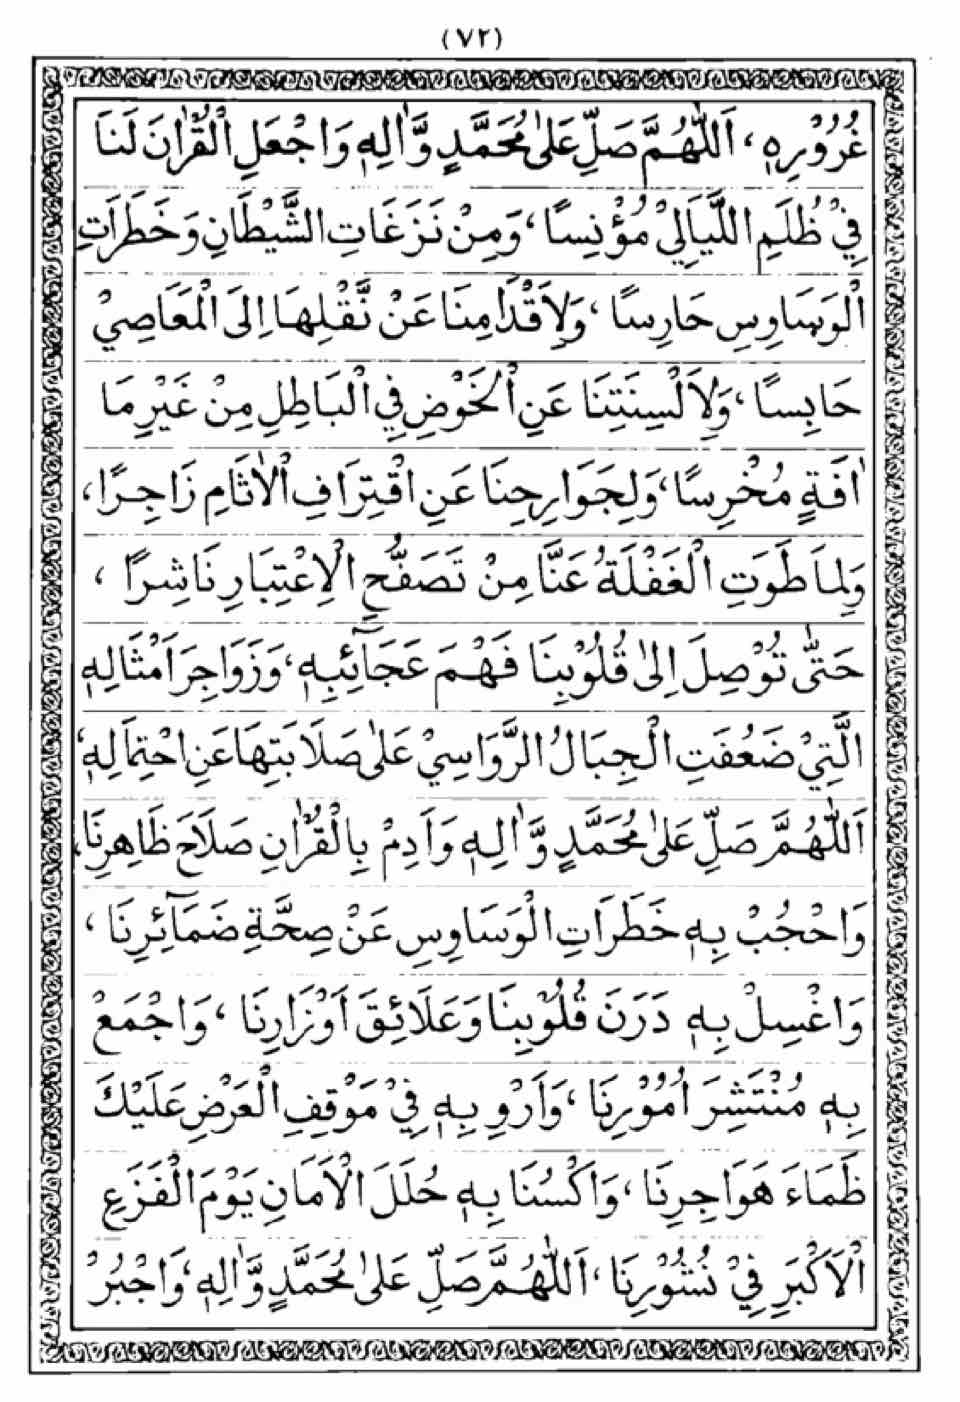 (٧٢)
غُرُوْرِهٖ، اَللّٰهُمَّ صَلِّ عَلٰى مُحَمَّدٍ وَّاٰلِهٖ وَاجْعَلِ الْقُرْاٰنَ لَنَا
فِيْ ظُلَمِ اللَّيَالِيْ مُؤْنِسًا، وَمِنْ نَزَغَاتِ الشَّيْطَانِ وَخَطَرَاتِ
الْوَسَاوِسِ حَارِسًا، وَلِاَقْدَامِنَا عَنْ نَّقْلِهَا اِلَى الْمَعَاصِيْ
حَابِسًا، وَلِاَلْسِنَتِنَا عَنِ الْخَوْضِ فِي الْبَاطِلِ مِنْ غَيْرِ مَا
اٰفَةٍ مُخْرِسًا، وَلِجَوَارِحِنَا عَنِ اقْتِرَافِ الْاٰثَامِ زَاجِرًا،
وَلِمَا طَوَتِ الْغَفْلَةُ عَنَّا مِنْ تَصَفُّحِ الْاِعْتِبَارِ نَاشِرًا،
حَتّٰى تُوْصِلَ اِلٰى قُلُوْبِنَا فَهْمَ عَجَآئِبِهٖ، وَزَوَاجِرَ اَمْثَالِهٖ
الَّتِيْ ضَعُفَتِ الْجِبَالُ الرَّوَاسِيْ عَلٰى صَلَابَتِهَا عَنِ احْتِمَالِهٖ،
اَللّٰهُمَّ صَلِّ عَلٰى مُحَمَّدٍ وَّاٰلِهٖ وَاَدِمْ بِالْقُرْاٰنِ صَلَاحَ ظَاهِرِنَا،
وَاحْجُبْ بِهٖ خَطَرَاتِ الْوَسَاوِسِ عَنْ صِحَّةِ ضَمَآئِرِنَا،
وَاغْسِلْ بِهٖ دَرَنَ قُلُوْبِنَا وَعَلَائِقَ اَوْزَارِنَا، وَاجْمَعْ
بِهٖ مُنْتَشِرَ اُمُوْرِنَا، وَاَرْوِ بِهٖ فِيْ مَوْقِفِ الْعَرْضِ عَلَيْكَ
ظَمَاءَ هَوَاجِرِنَا، وَاكْسُنَا بِهٖ حُلَلَ الْاَمَانِ يَوْمَ الْفَزَعِ
الْاَكْبَرِ فِيْ نُشُوْرِنَا، اَللّٰهُمَّ صَلِّ عَلٰى مُحَمَّدٍ وَّاٰلِهٖ، وَاجْبُرْ